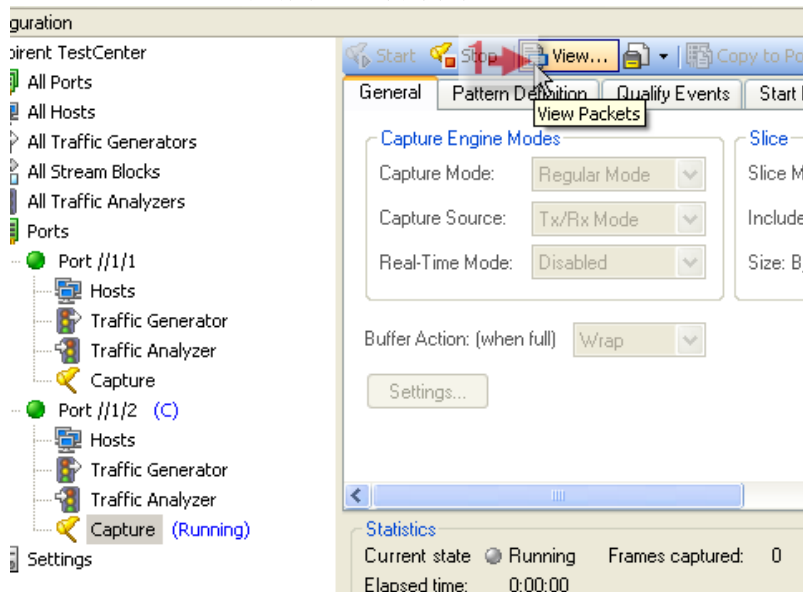 guration
pirent TestCenter
All Ports
All Hosts
All Traffic Generators
All Stream Blocks
All Traffic Analyzers
Ports
Port //1/1
Hosts
Traffic Generator
Traffic Analyzer
Capture
Port //1/2 (C)
Hosts
Traffic Generator
Traffic Analyzer
Capture (Running)
Settings
Start Stop 1 View... Copy to Po
General Pattern Definition Qualify Events Start
View Packets
Capture Engine Modes
Capture Mode: Regular Mode
Capture Source: Tx/Rx Mode
Real-Time Mode: Disabled
Slice
Slice M
Include
Size: B
Buffer Action: (when full) Wrap
Settings...
Statistics
Current state Running Frames captured: 0
Elapsed time: 0:00:00